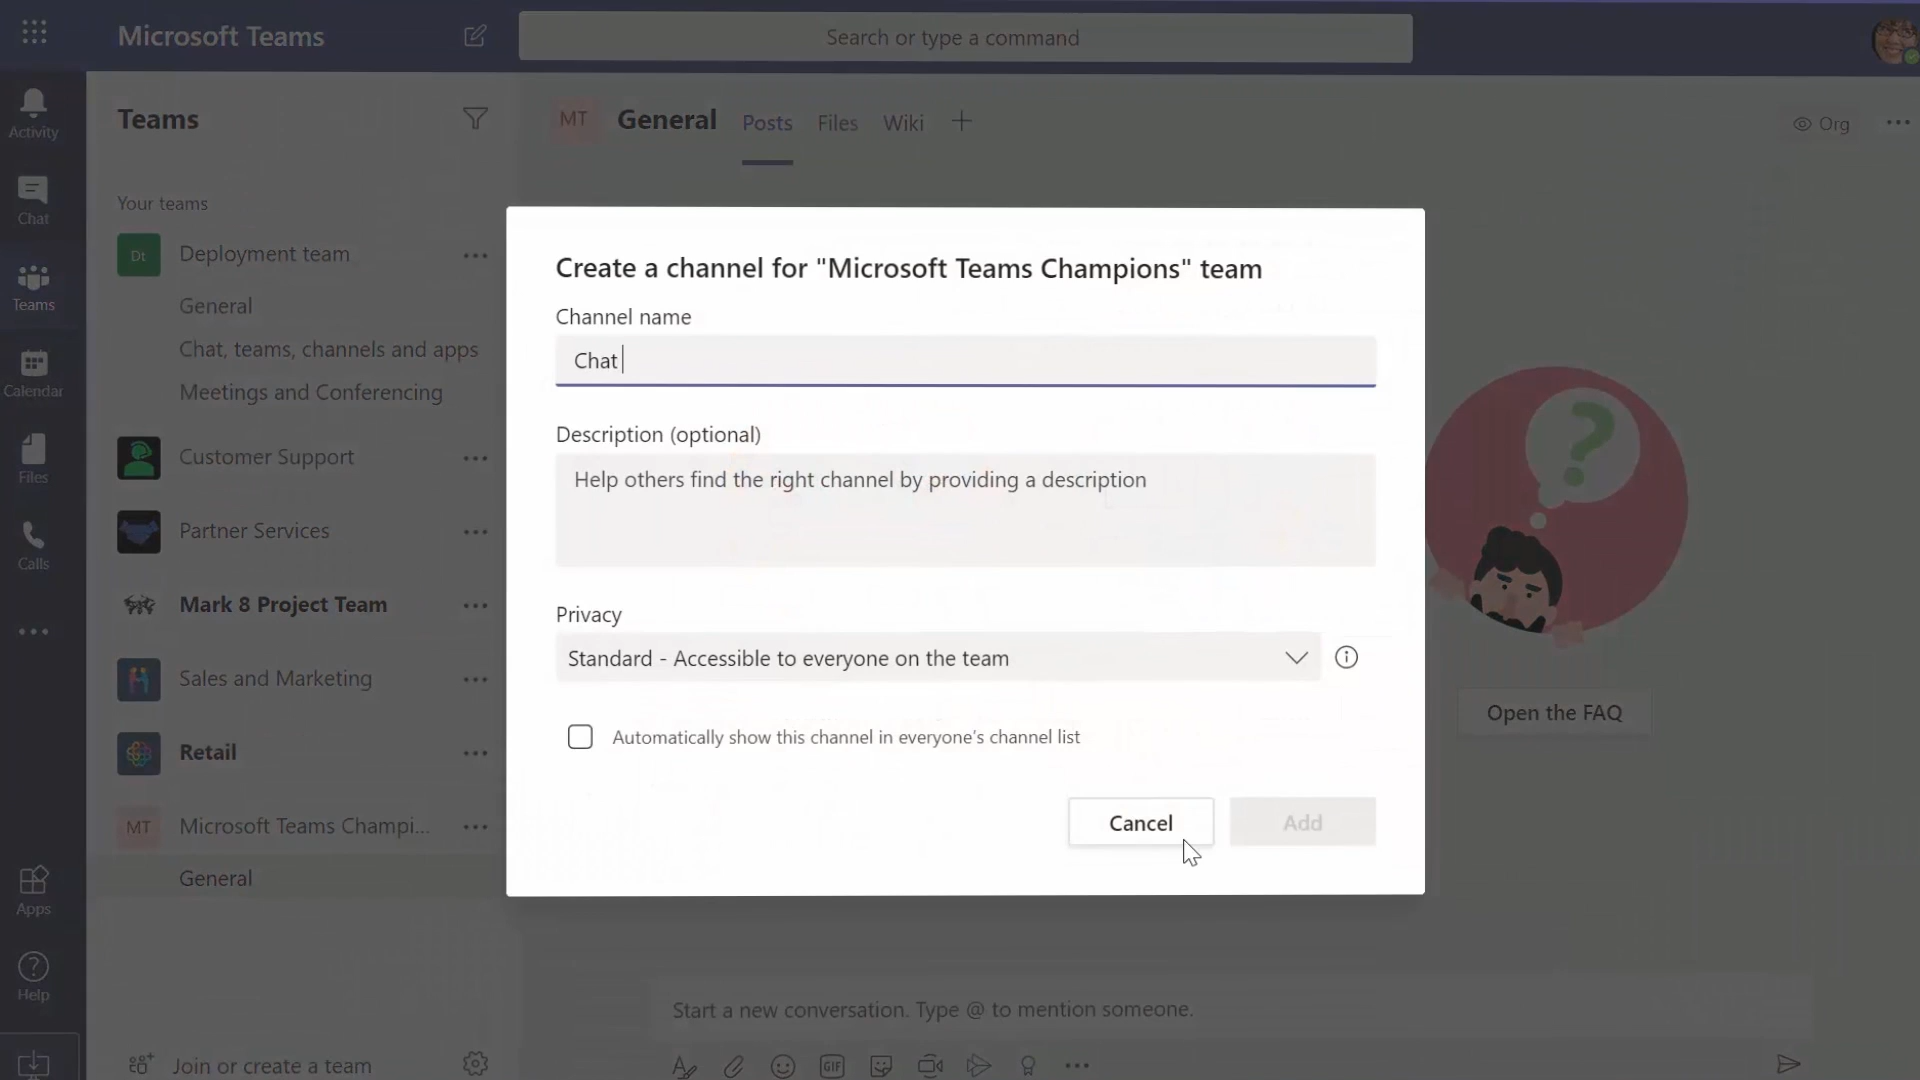 Microsoft Teams
Search or type a command
Activity
Chat
Teams
Calendar
Files
Calls
Apps
Help
Teams
Your teams
Dt
Deployment team
General
Chat, teams, channels and apps
Meetings and Conferencing
Customer Support
Partner Services
Mark 8 Project Team
Sales and Marketing
Retail
MT
Microsoft Teams Champi...
General
Join or create a team
MT
General
Posts
Files
Wiki
Org
Create a channel for "Microsoft Teams Champions" team
Channel name
Chat
Description (optional)
Help others find the right channel by providing a description
Privacy
Standard - Accessible to everyone on the team
Automatically show this channel in everyone's channel list
Cancel
Add
Open the FAQ
Start a new conversation. Type @ to mention someone.
GIF